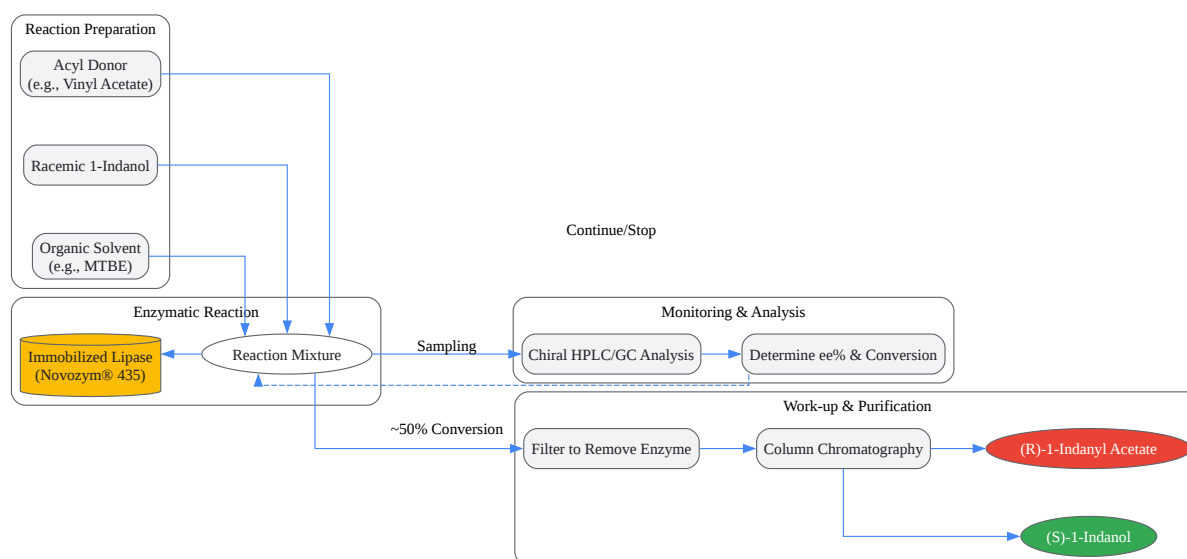 Reaction Preparation
Acyl Donor
(e.g., Vinyl Acetate)
Racemic 1-Indanol
Organic Solvent
(e.g., MTBE)
Continue/Stop
Enzymatic Reaction
Immobilized Lipase
(Novozym® 435)
Reaction Mixture
Sampling
Monitoring & Analysis
Chiral HPLC/GC Analysis
Determine ee% & Conversion
~50% Conversion
Work-up & Purification
Filter to Remove Enzyme
Column Chromatography
(R)-1-Indanyl Acetate
(S)-1-Indanol